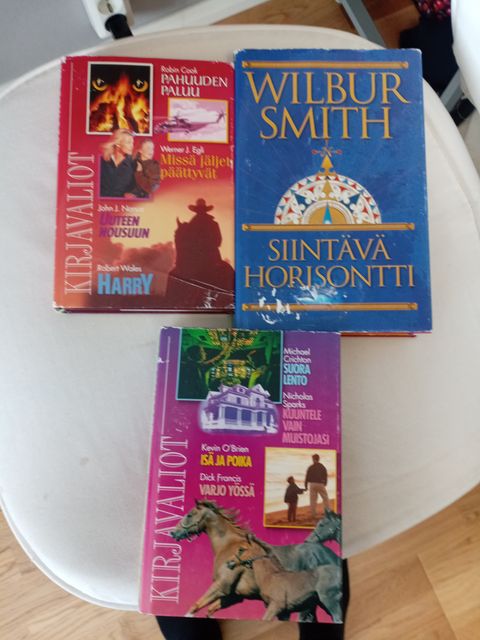 KIRJAVALIOT
Robin Cook
PAHUUDEN
PALUU
Werner J. Egli
Missä jäljet
päättyvät
John J.
UUTEEN
NOUSUUN
Robert Wales
HARRY
WILBUR
SMITH
N
SIINTÄVÄ
HORISONTTI
KIRJAVALIOT
Michael
Crichton
SUORA
LENTO
Nicholas
Sparks
KUUNTELE
VAIN
MUISTOJASI
Kevin O'Brien
ISÄ JA POIKA
Dick Francis
VARJO YÖSSÄ